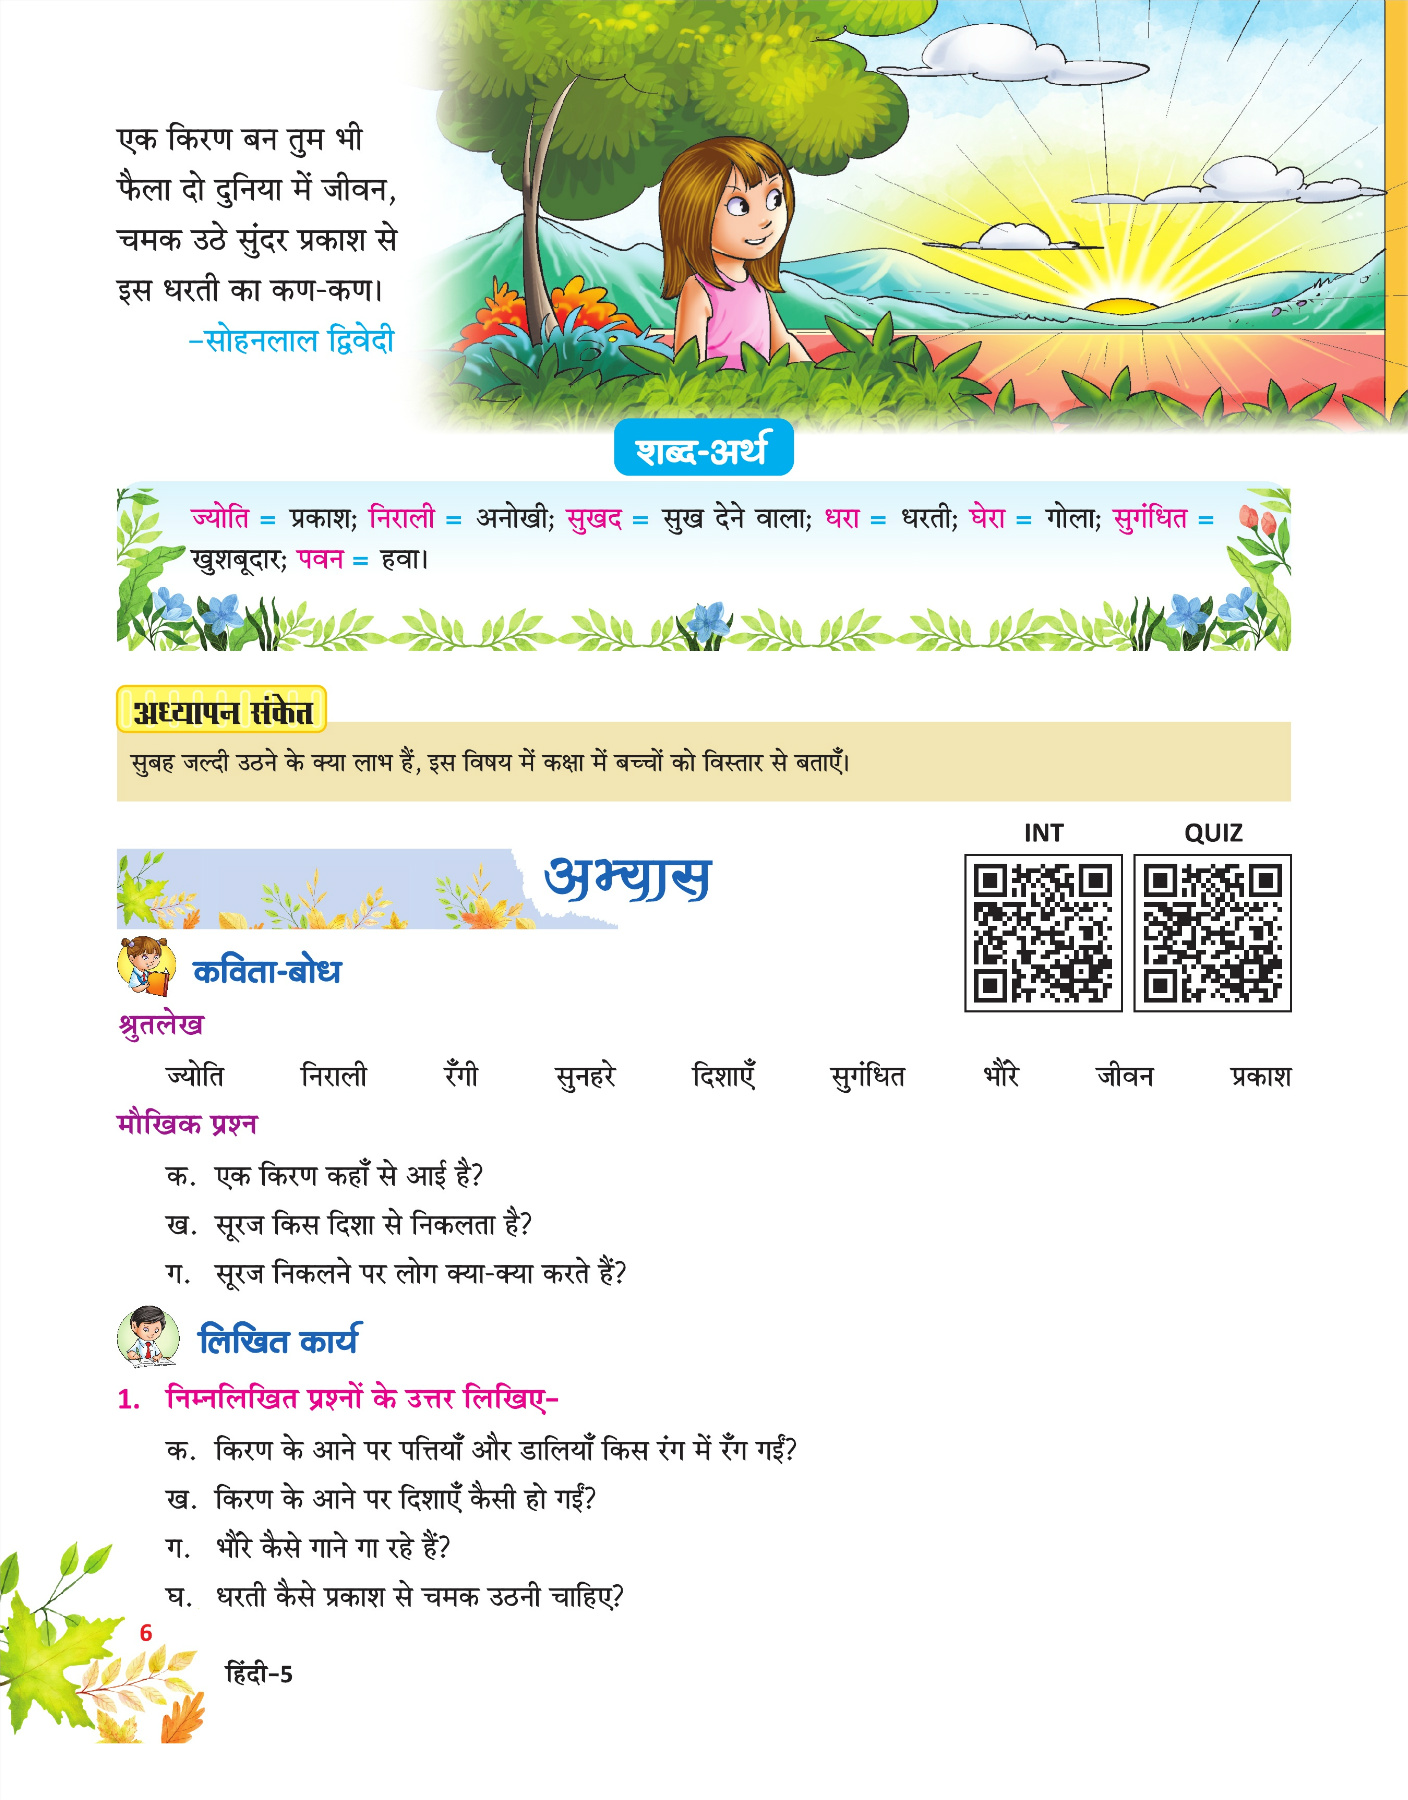 एक किरण बन तुम भी
फैला दो दुनिया में जीवन,
चमक उठे सुंदर प्रकाश से
इस धरती का कण-कण।
–सोहनलाल द्विवेदी
शब्द-अर्थ
ज्योति = प्रकाश; निराली = अनोखी; सुखद = सुख देने वाला; धरा = धरती; घेरा = गोला; सुगंधित =
खुशबूदार; पवन = हवा।
अध्यापन संकेत
सुबह जल्दी उठने के क्या लाभ हैं, इस विषय में कक्षा में बच्चों को विस्तार से बताएँ।
INT QUIZ
अभ्यास
कविता-बोध
श्रुतलेख
ज्योति निराली रँगी सुनहरे दिशाएँ सुगंधित भौंरे जीवन प्रकाश
मौखिक प्रश्न
क. एक किरण कहाँ से आई है?
ख. सूरज किस दिशा से निकलता है?
ग. सूरज निकलने पर लोग क्या-क्या करते हैं?
लिखित कार्य
1. निम्नलिखित प्रश्नों के उत्तर लिखिए–
क. किरण के आने पर पत्तियाँ और डालियाँ किस रंग में रँग गईं?
ख. किरण के आने पर दिशाएँ कैसी हो गईं?
ग. भौंरे कैसे गाने गा रहे हैं?
घ. धरती कैसे प्रकाश से चमक उठनी चाहिए?
6
हिंदी–5